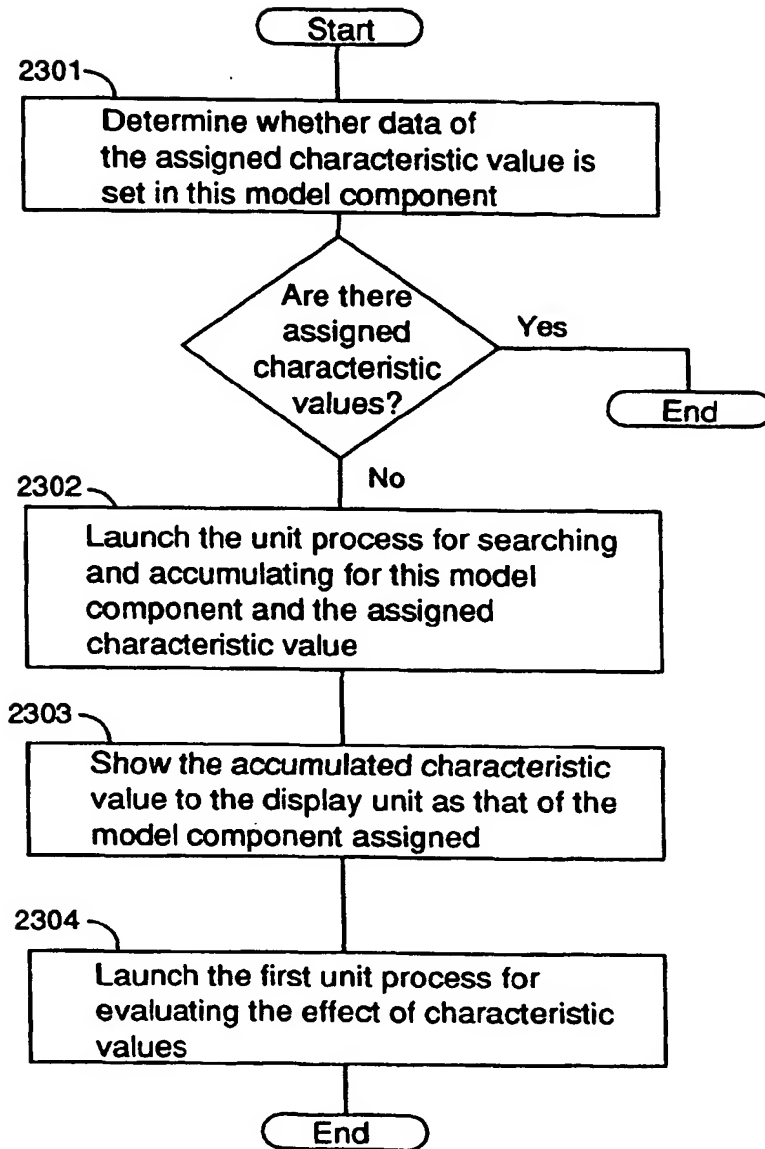 Start
2301
Determine whether data of
the assigned characteristic value is
set in this model component
Are there
assigned
characteristic
values?
Yes
End
No
2302
Launch the unit process for searching
and accumulating for this model
component and the assigned
characteristic value
2303
Show the accumulated characteristic
value to the display unit as that of the
model component assigned
2304
Launch the first unit process for
evaluating the effect of characteristic
values
End